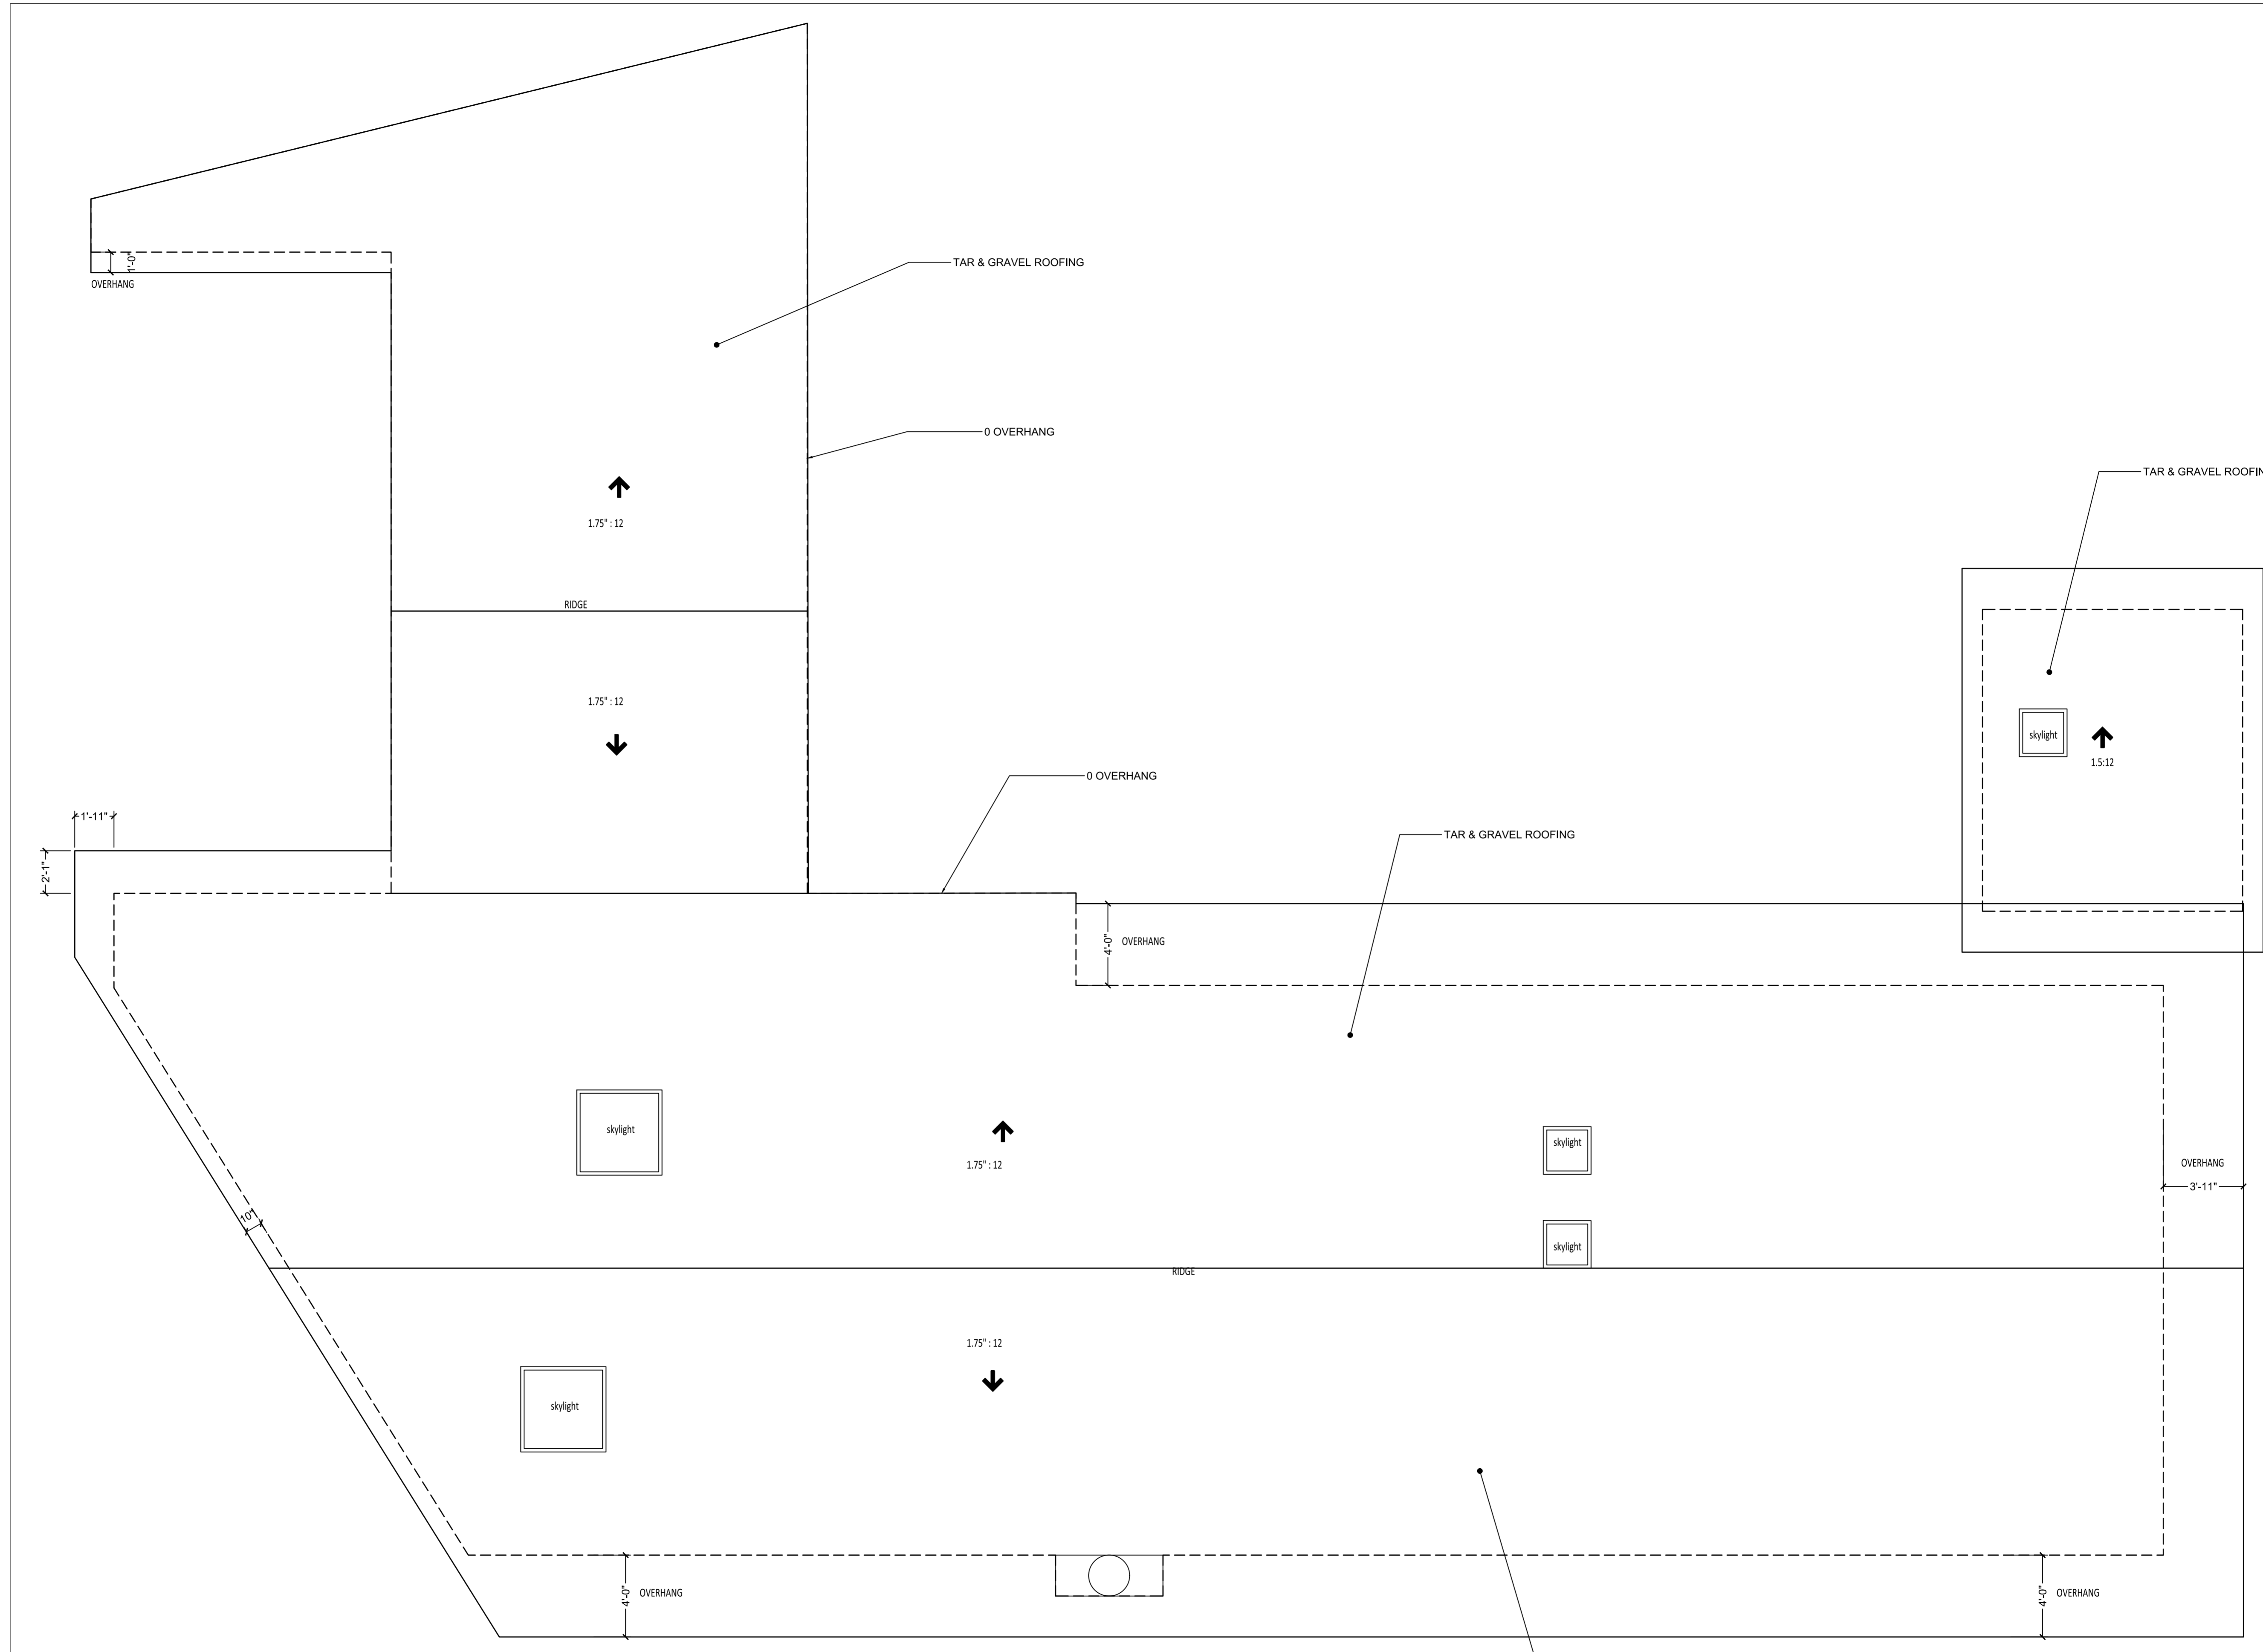 TAR & GRAVEL ROOFING
1'-0"
OVERHANG
0 OVERHANG
TAR & GRAVEL ROOFIN
1.75" : 12
RIDGE
1.75" : 12
skylight
1.5:12
0 OVERHANG
1'-11"
TAR & GRAVEL ROOFING
2'-1"
4'-0"
OVERHANG
skylight
skylight
1.75" : 12
OVERHANG
3'-11"
10"
skylight
RIDGE
1.75" : 12
skylight
4'-0"
OVERHANG
4'-0"
OVERHANG